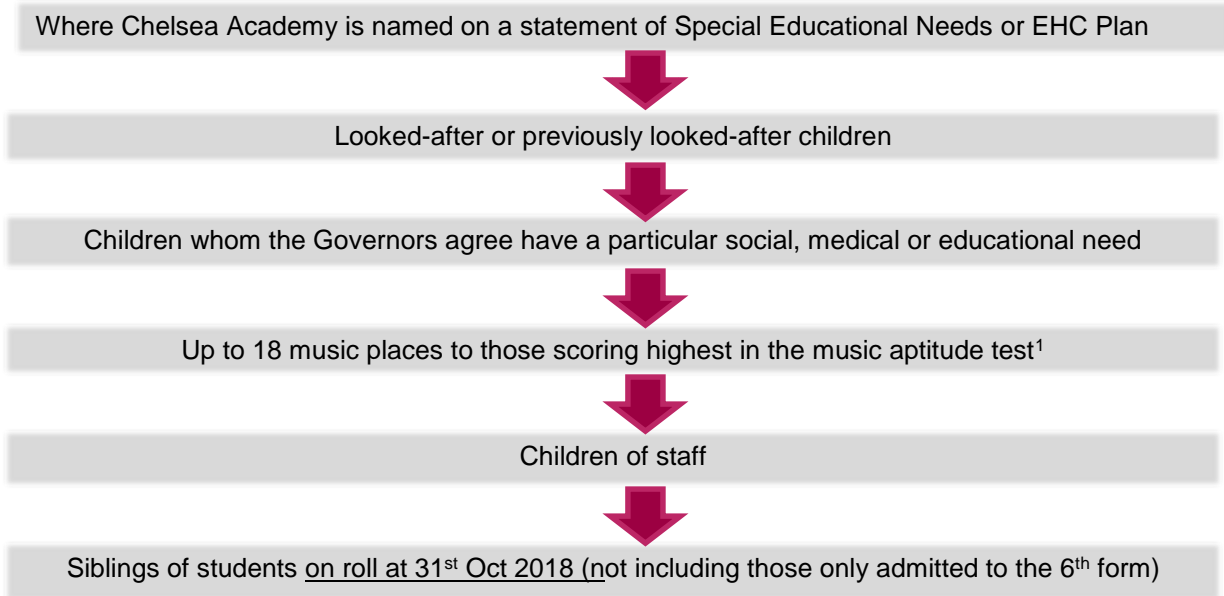 Where Chelsea Academy is named on a statement of Special Educational Needs or EHC Plan
Looked-after or previously looked-after children
Children whom the Governors agree have a particular social, medical or educational need
Up to 18 music places to those scoring highest in the music aptitude test¹
Children of staff
Siblings of students on roll at 31st Oct 2018 (not including those only admitted to the 6th form)